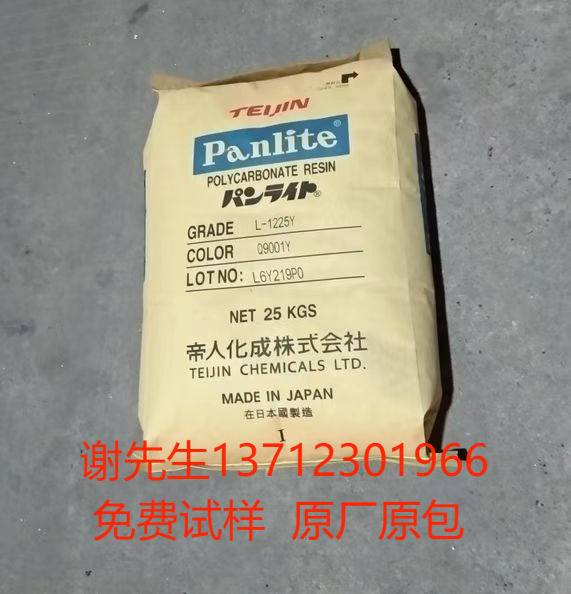 TEIJIN
Panlite®
POLYCARBONATE RESIN
パンライト®
GRADE L-1225Y
COLOR Q9001Y
LOT NO: L6Y219P0
NET 25 KGS
帝人化成株式会社
TEIJIN CHEMICALS LTD.
MADE IN JAPAN
在日本國製造
I
谢先生13712301966
免费试样 原厂原包